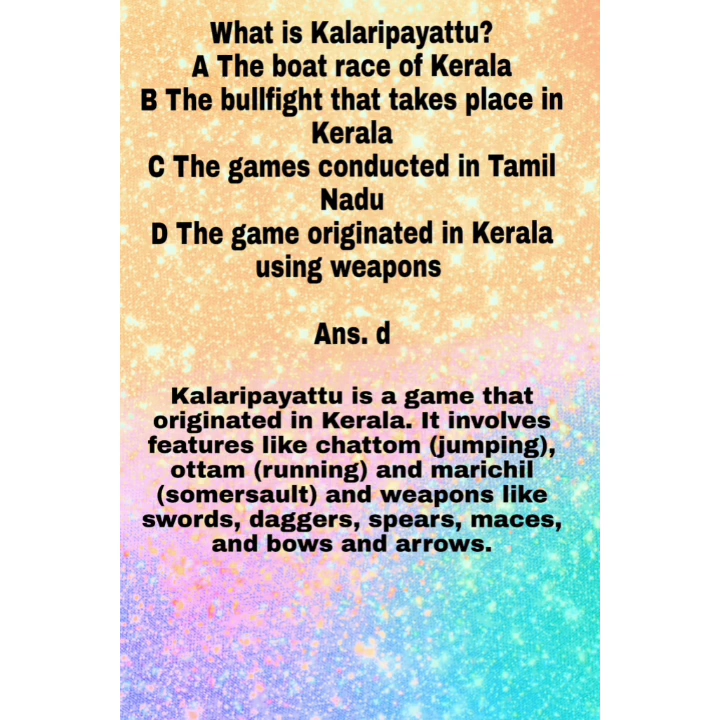 What is Kalaripayattu?
A The boat race of Kerala
B The bullfight that takes place in
Kerala
C The games conducted in Tamil
Nadu
D The game originated in Kerala
using weapons
Ans. d
Kalaripayattu is a game that
originated in Kerala. It involves
features like chattom (jumping),
ottam (running) and marichil
(somersault) and weapons like
swords, daggers, spears, maces,
and bows and arrows.